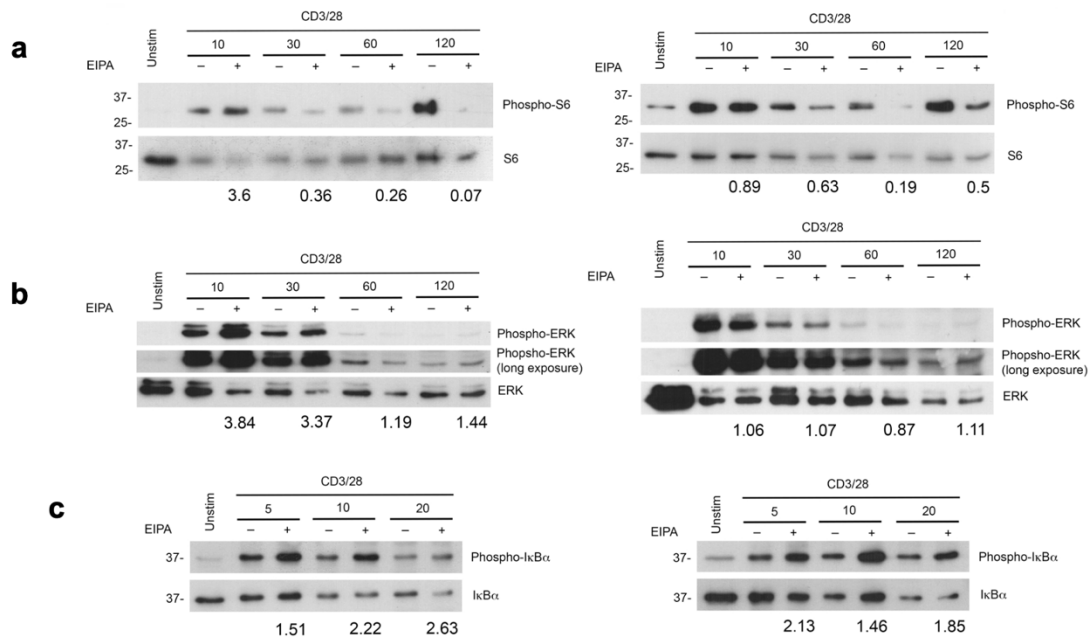 a
CD3/28
Unstim 10 30 60 120
EIPA – + – + – + – +
37-
25-
Phospho-S6
37-
25-
S6
3.6 0.36 0.26 0.07
CD3/28
Unstim 10 30 60 120
EIPA – + – + – + – +
37-
25-
Phospho-S6
37-
25-
S6
0.89 0.63 0.19 0.5
b
CD3/28
Unstim 10 30 60 120
EIPA – + – + – + – +
Phospho-ERK
Phopsho-ERK
(long exposure)
ERK
3.84 3.37 1.19 1.44
CD3/28
Unstim 10 30 60 120
EIPA – + – + – + – +
Phospho-ERK
Phopsho-ERK
(long exposure)
ERK
1.06 1.07 0.87 1.11
c
CD3/28
Unstim 5 10 20
EIPA – + – + – +
37- Phospho-IκBα
37- IκBα
1.51 2.22 2.63
CD3/28
Unstim 5 10 20
EIPA – + – + – +
37- Phospho-IκBα
37- IκBα
2.13 1.46 1.85